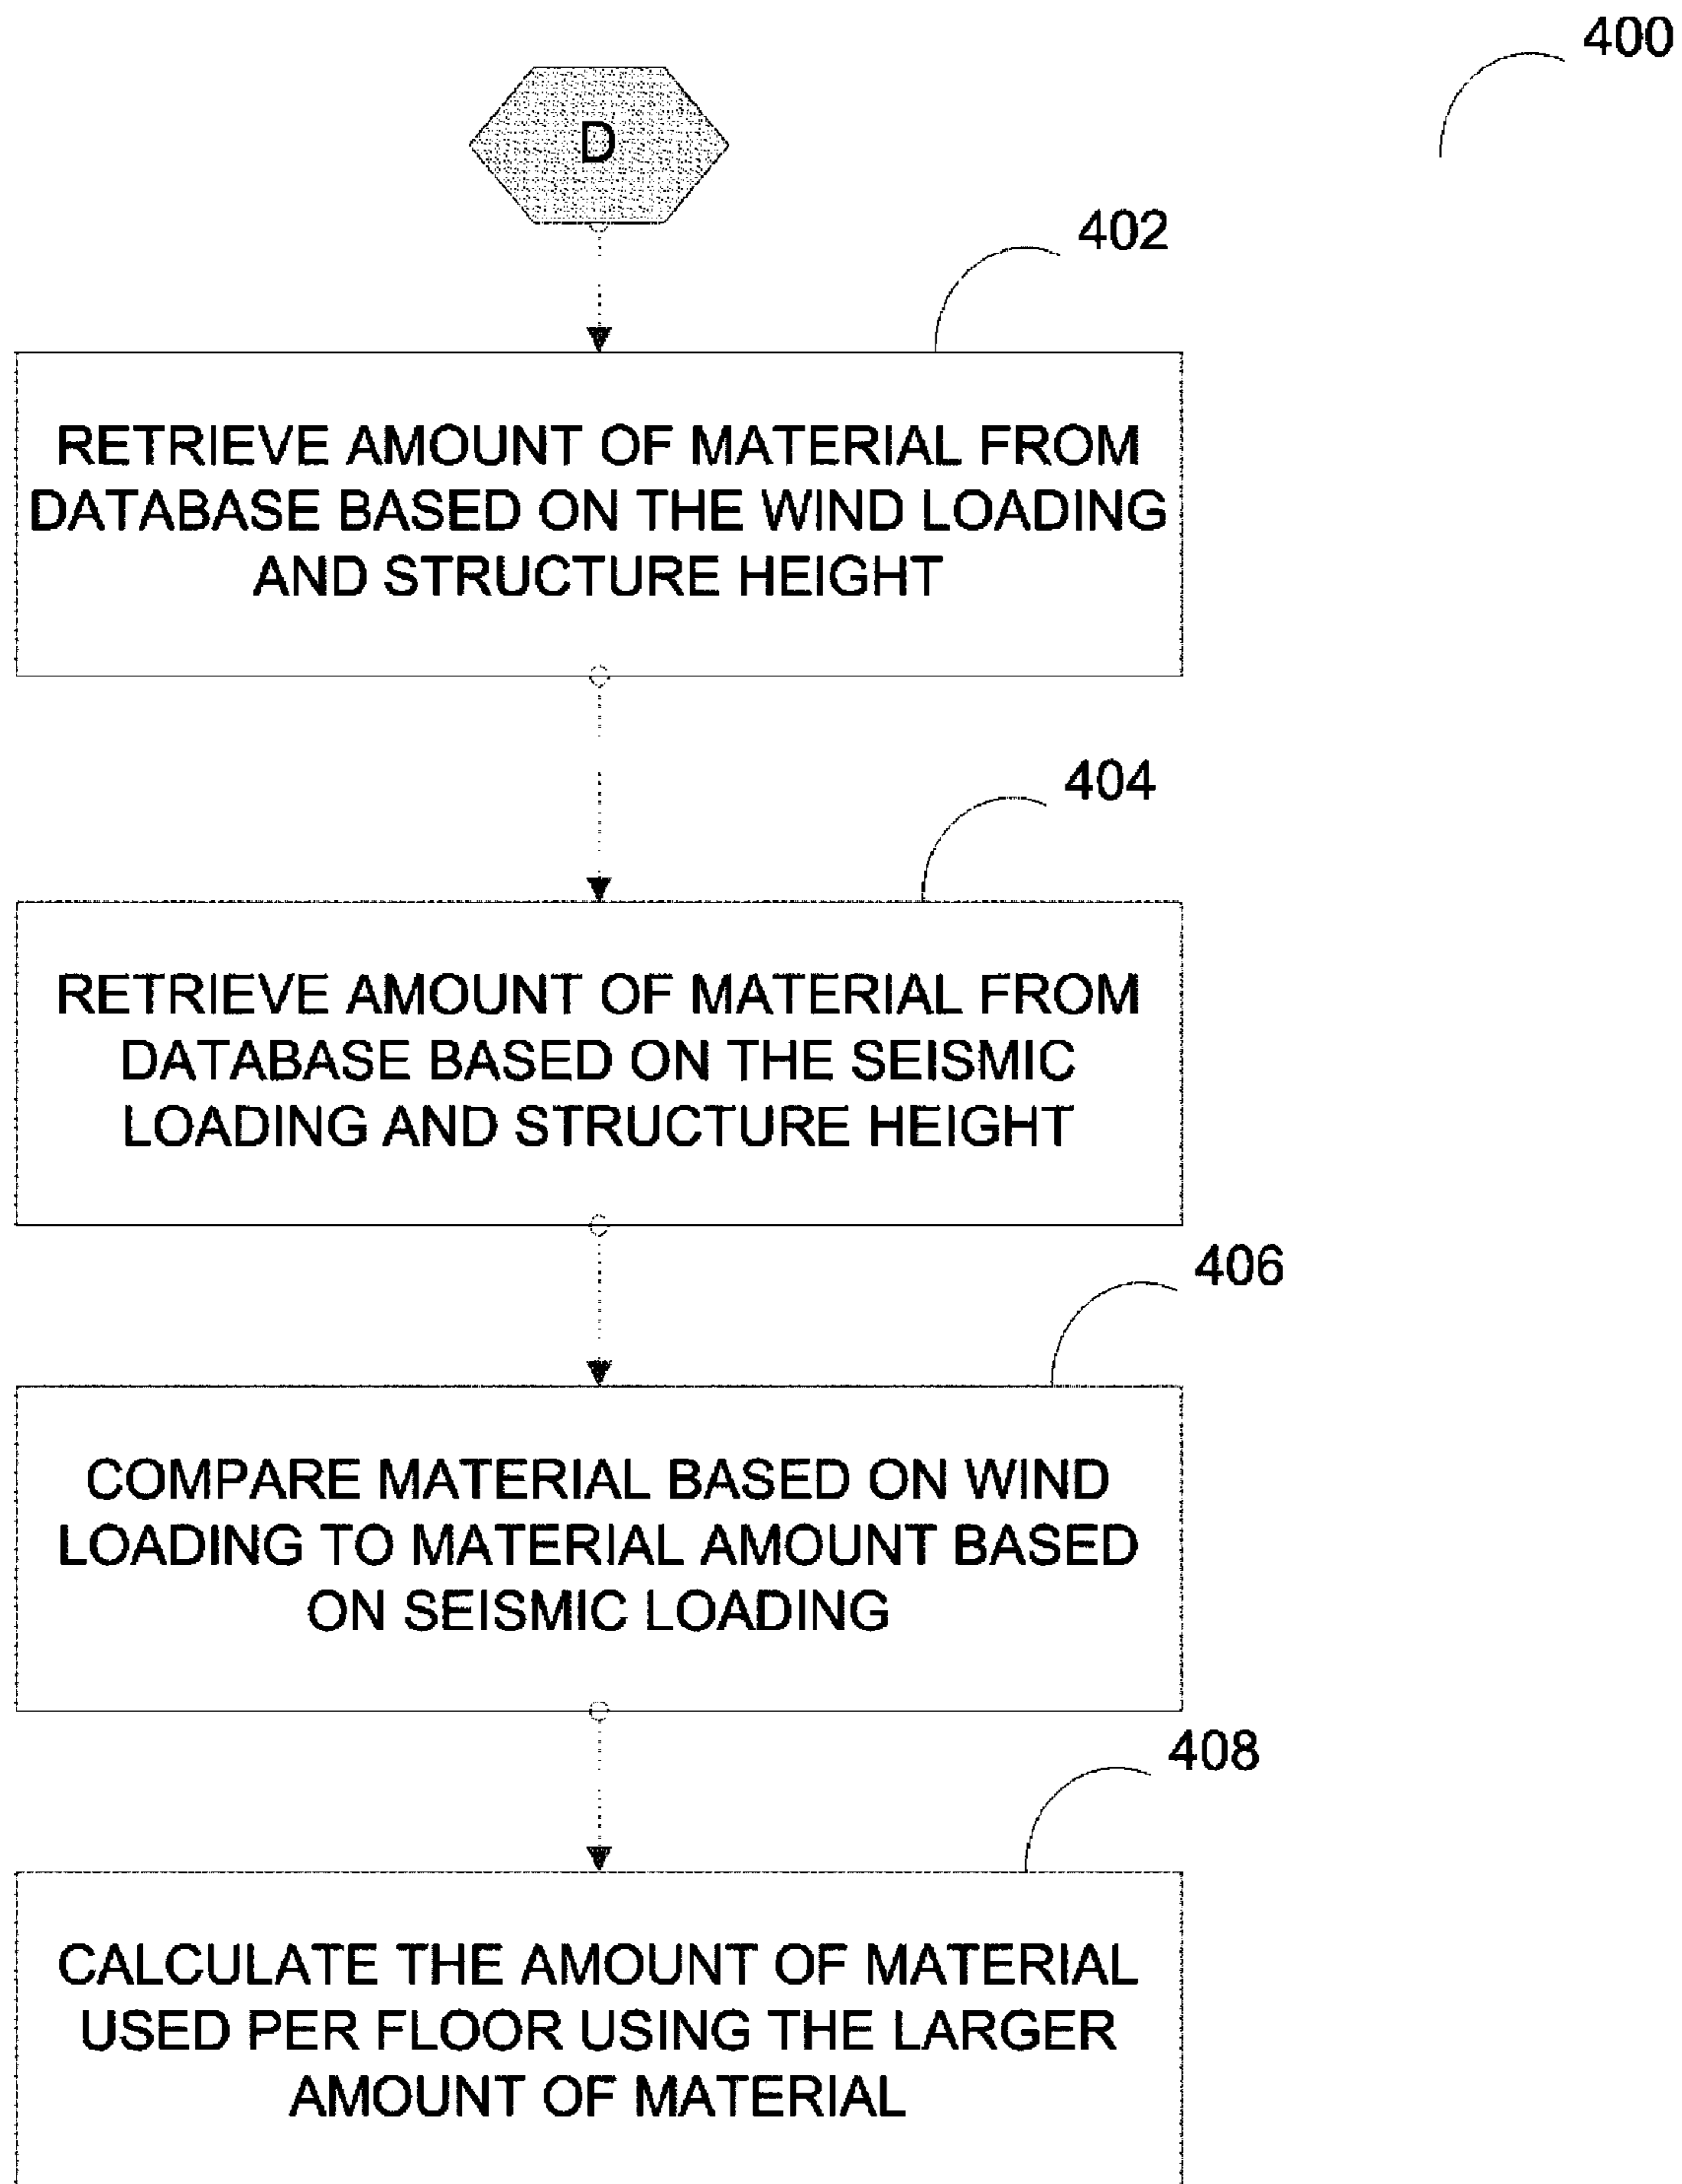 400
D
402
RETRIEVE AMOUNT OF MATERIAL FROM
DATABASE BASED ON THE WIND LOADING
AND STRUCTURE HEIGHT
404
RETRIEVE AMOUNT OF MATERIAL FROM
DATABASE BASED ON THE SEISMIC
LOADING AND STRUCTURE HEIGHT
406
COMPARE MATERIAL BASED ON WIND
LOADING TO MATERIAL AMOUNT BASED
ON SEISMIC LOADING
408
CALCULATE THE AMOUNT OF MATERIAL
USED PER FLOOR USING THE LARGER
AMOUNT OF MATERIAL